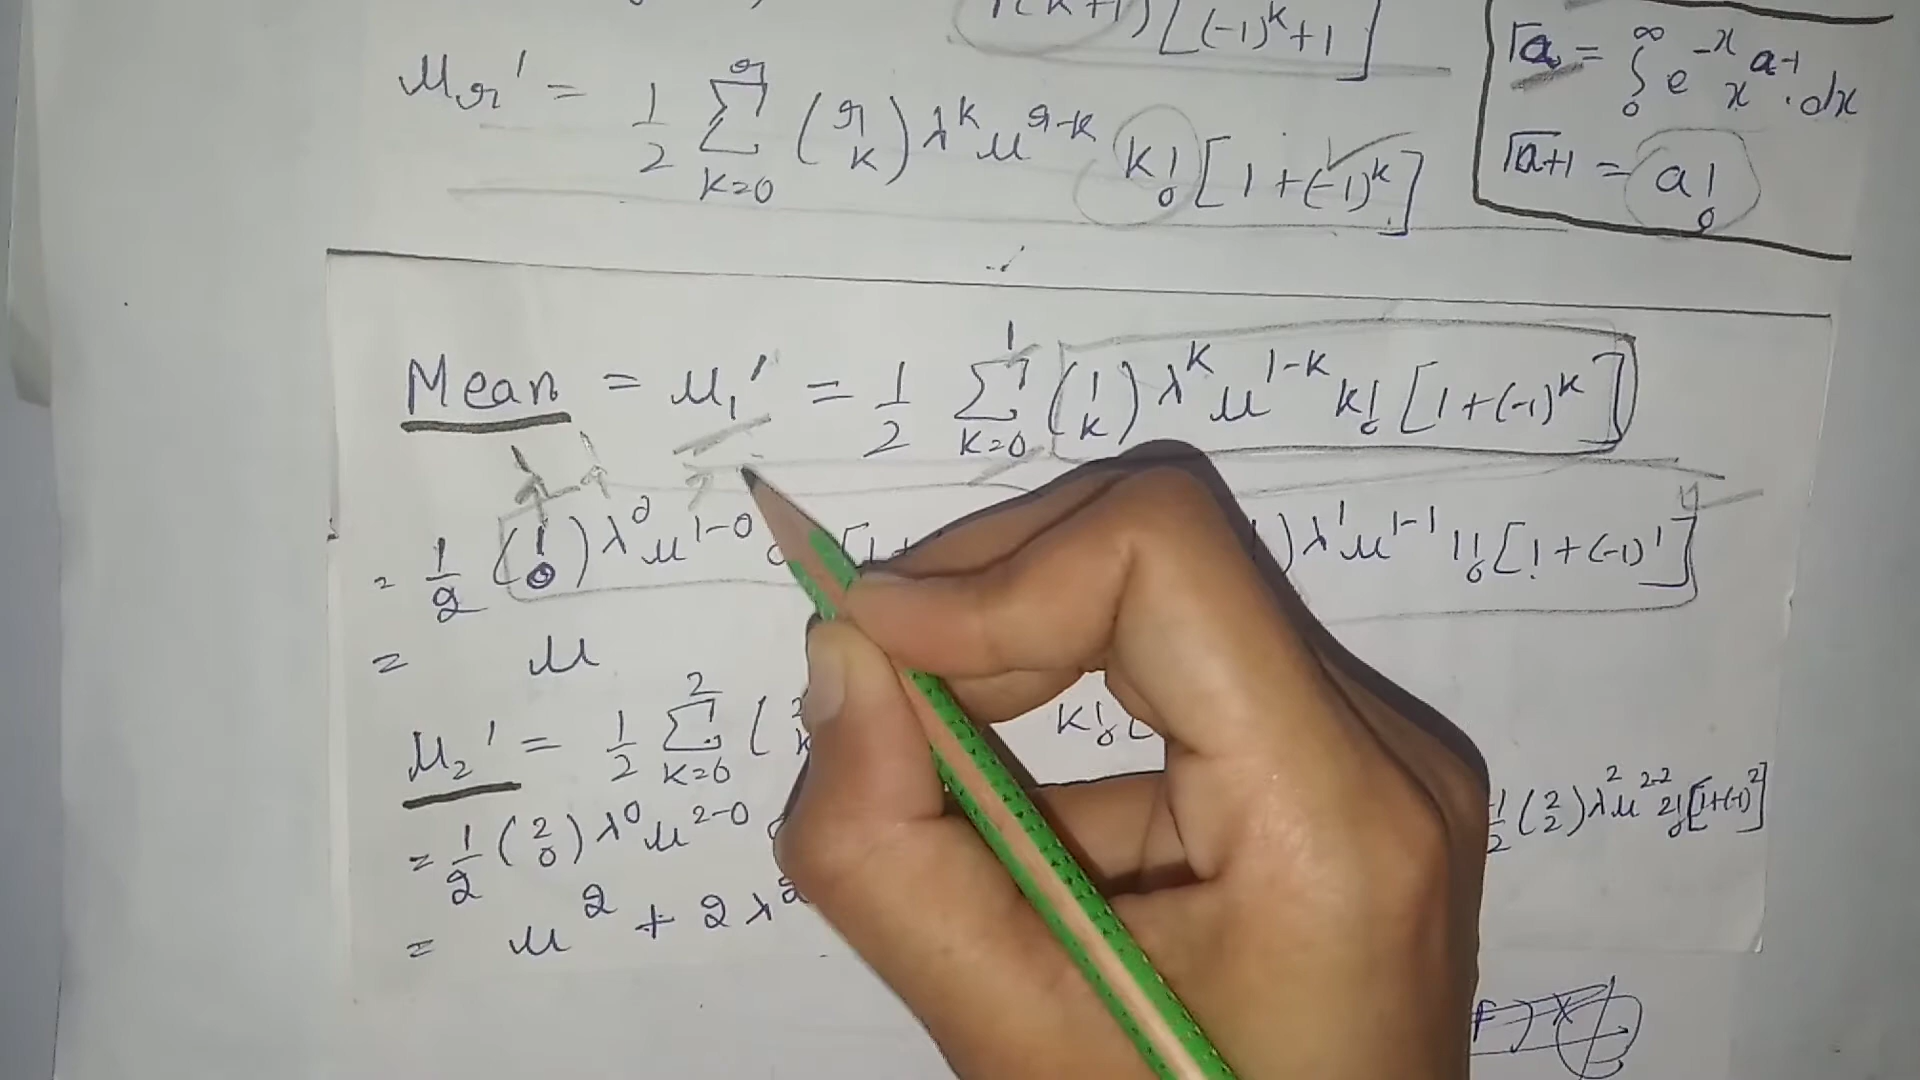 Γ(k+1) [(-1)^k+1]
μ_r' = 1/2 Σ_{k=0}^{r} (r k) λ^k μ^{r-k} k! [1+(-1)^k]
Γa = ∫_0^∞ e^{-x} x^{a-1}.dx
Γa+1 = a!
Mean = μ_1' = 1/2 Σ_{k=0}^{1} (1 k) λ^k μ^{1-k} k! [1+(-1)^k]
= 1/2 (1 0) λ^0 μ^{1-0} [1+ ) λ^1 μ^{1-1} 1! [1+(-1)^1]
= μ
μ_2' = 1/2 Σ_{k=0}^{2} ( k! [
= 1/2 (2 0) λ^0 μ^{2-0} 1/2 (2 2) λ^2 μ^{2-2} 2! [1+(-1)^2]
= μ^2 + 2λ^2